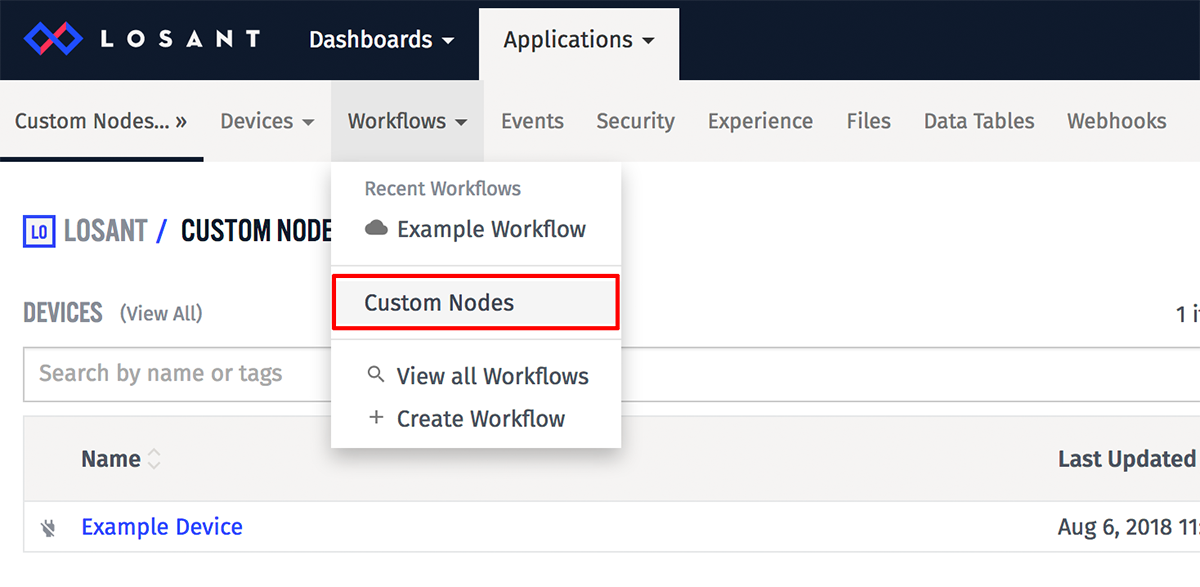 LOSANT Dashboards Applications
Custom Nodes... » Devices Workflows Events Security Experience Files Data Tables Webhooks
Recent Workflows
Example Workflow
LO LOSANT / CUSTOM NODE
Custom Nodes
DEVICES (View All)
1 i
Search by name or tags
View all Workflows
+ Create Workflow
Name Last Updated
Example Device Aug 6, 2018 11: